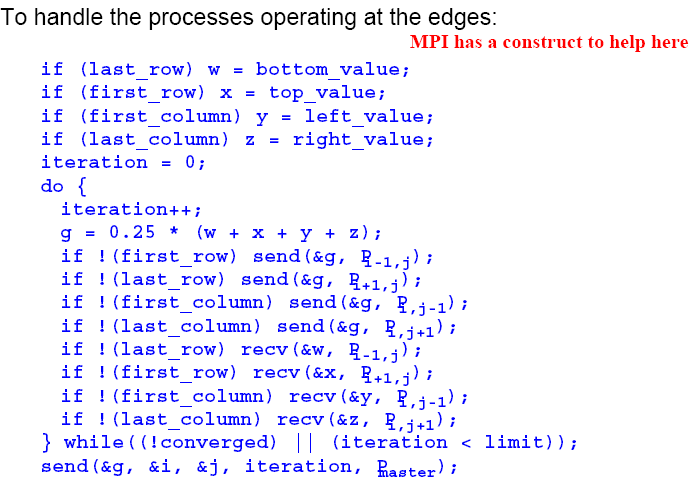 To handle the processes operating at the edges:
MPI has a construct to help here
if (last_row) w = bottom_value;
if (first_row) x = top_value;
if (first_column) y = left_value;
if (last_column) z = right_value;
iteration = 0;
do {
iteration++;
g = 0.25 * (w + x + y + z);
if !(first_row) send(&g, Pi-1,j);
if !(last_row) send(&g, Pi+1,j);
if !(first_column) send(&g, Pi,j-1);
if !(last_column) send(&g, Pi,j+1);
if !(last_row) recv(&w, Pi-1,j);
if !(first_row) recv(&x, Pi+1,j);
if !(first_column) recv(&y, Pi,j-1);
if !(last_column) recv(&z, Pi,j+1);
} while((!converged) || (iteration < limit));
send(&g, &i, &j, iteration, Pmaster);